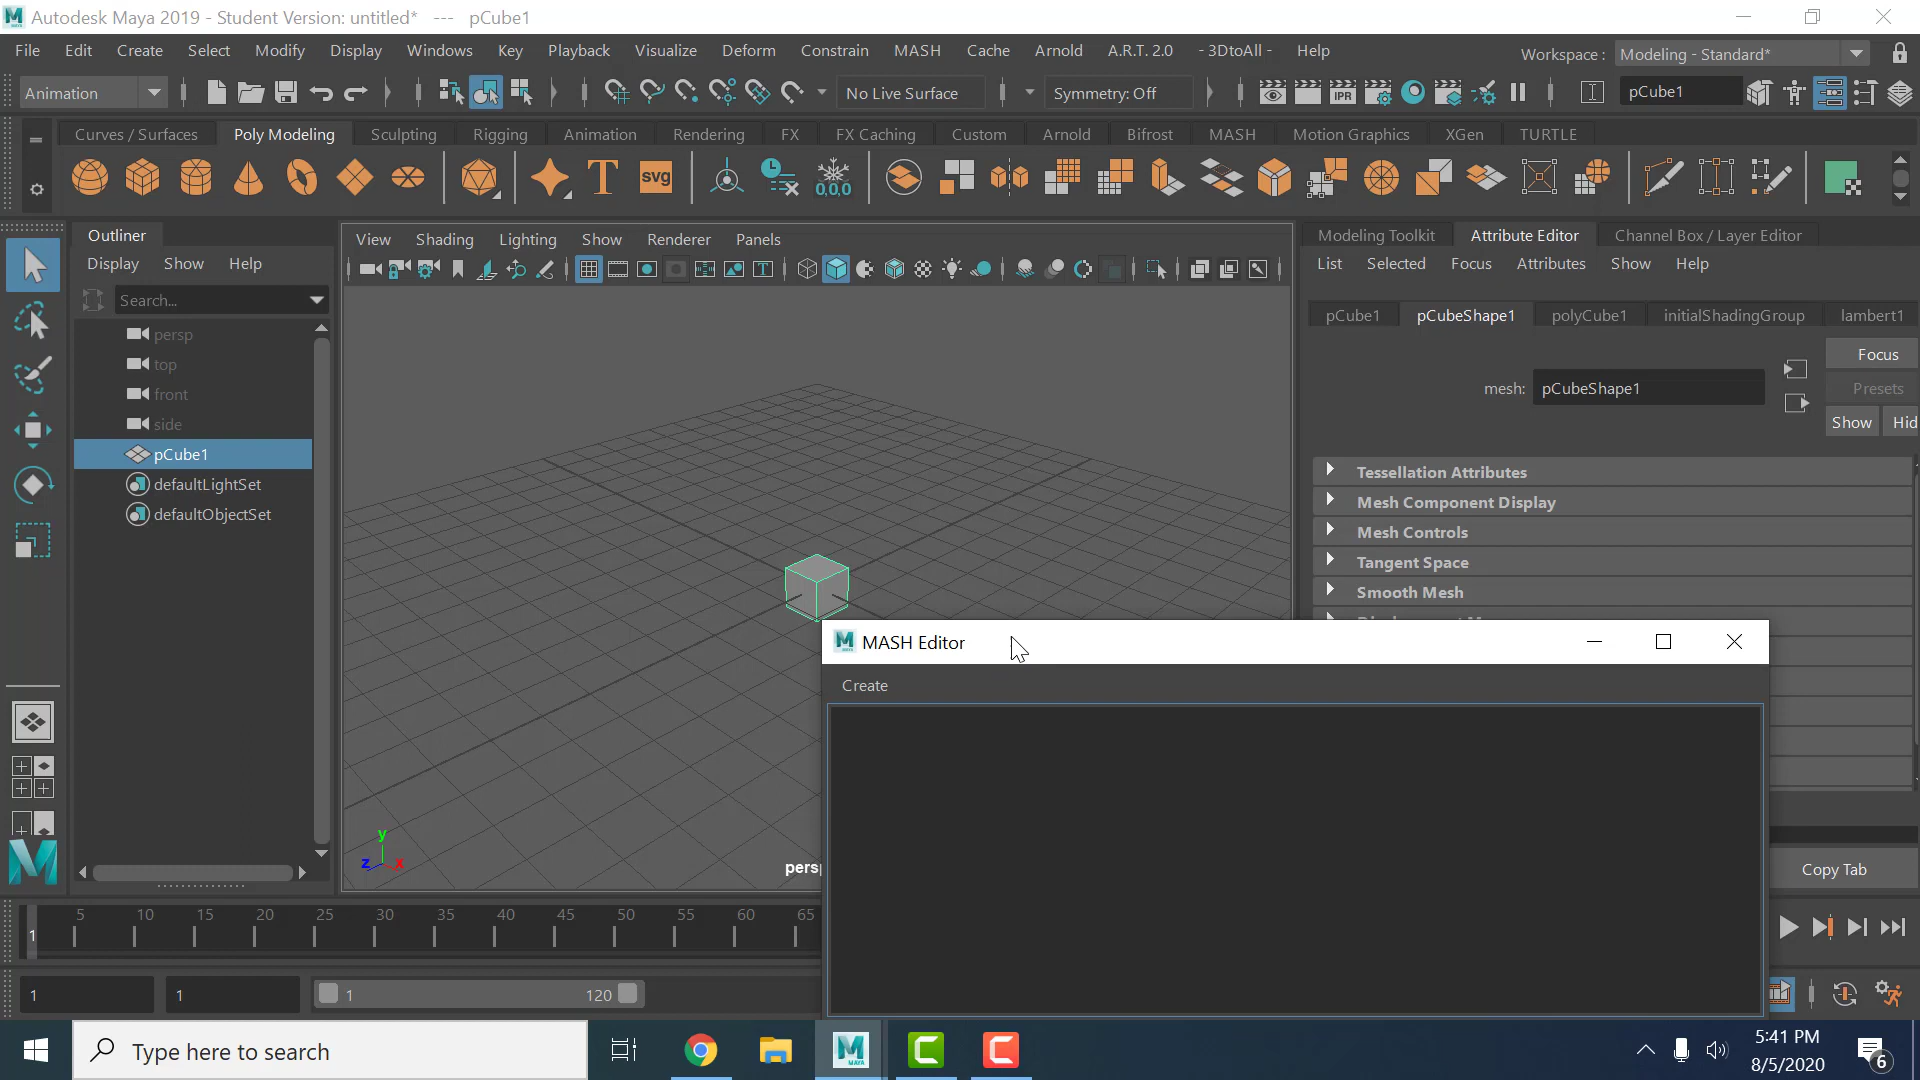 Autodesk Maya 2019 - Student Version: untitled* --- pCube1
File Edit Create Select Modify Display Windows Key Playback Visualize Deform Constrain MASH Cache Arnold A.R.T. 2.0 - 3DtoAll - Help Workspace : Modeling - Standard*
Animation No Live Surface Symmetry: Off IPR pCube1
Curves / Surfaces Poly Modeling Sculpting Rigging Animation Rendering FX FX Caching Custom Arnold Bifrost MASH Motion Graphics XGen TURTLE
T svg 0,0,0
Outliner
Display Show Help
Search...
persp
top
front
side
pCube1
defaultLightSet
defaultObjectSet
View Shading Lighting Show Renderer Panels
y
z x
persp
Modeling Toolkit Attribute Editor Channel Box / Layer Editor
List Selected Focus Attributes Show Help
pCube1 pCubeShape1 polyCube1 initialShadingGroup lambert1
Focus
mesh: pCubeShape1 Presets
Show Hid
Tessellation Attributes
Mesh Component Display
Mesh Controls
Tangent Space
Smooth Mesh
MASH Editor
Create
Copy Tab
5 10 15 20 25 30 35 40 45 50 55 60 65
1
1 1 1 120
Type here to search
MAYA
5:41 PM
8/5/2020
6